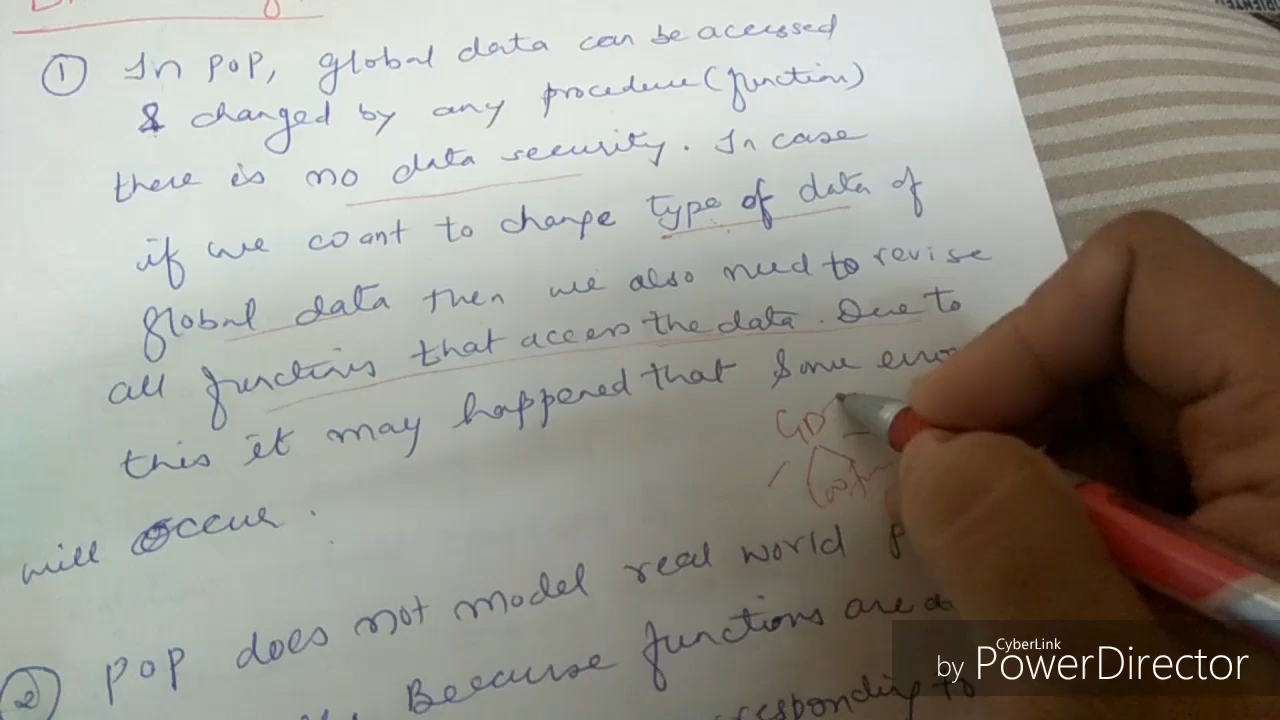 ① In POP, global data can be accessed
& changed by any procedure (function)
there is no data security. In case
if we want to change type of data of
global data then we also need to revise
all functions that access the data. Due to
this it may happened that some
will occur.
GD
② POP does not model real world
Because functions are
to
CyberLink
by PowerDirector